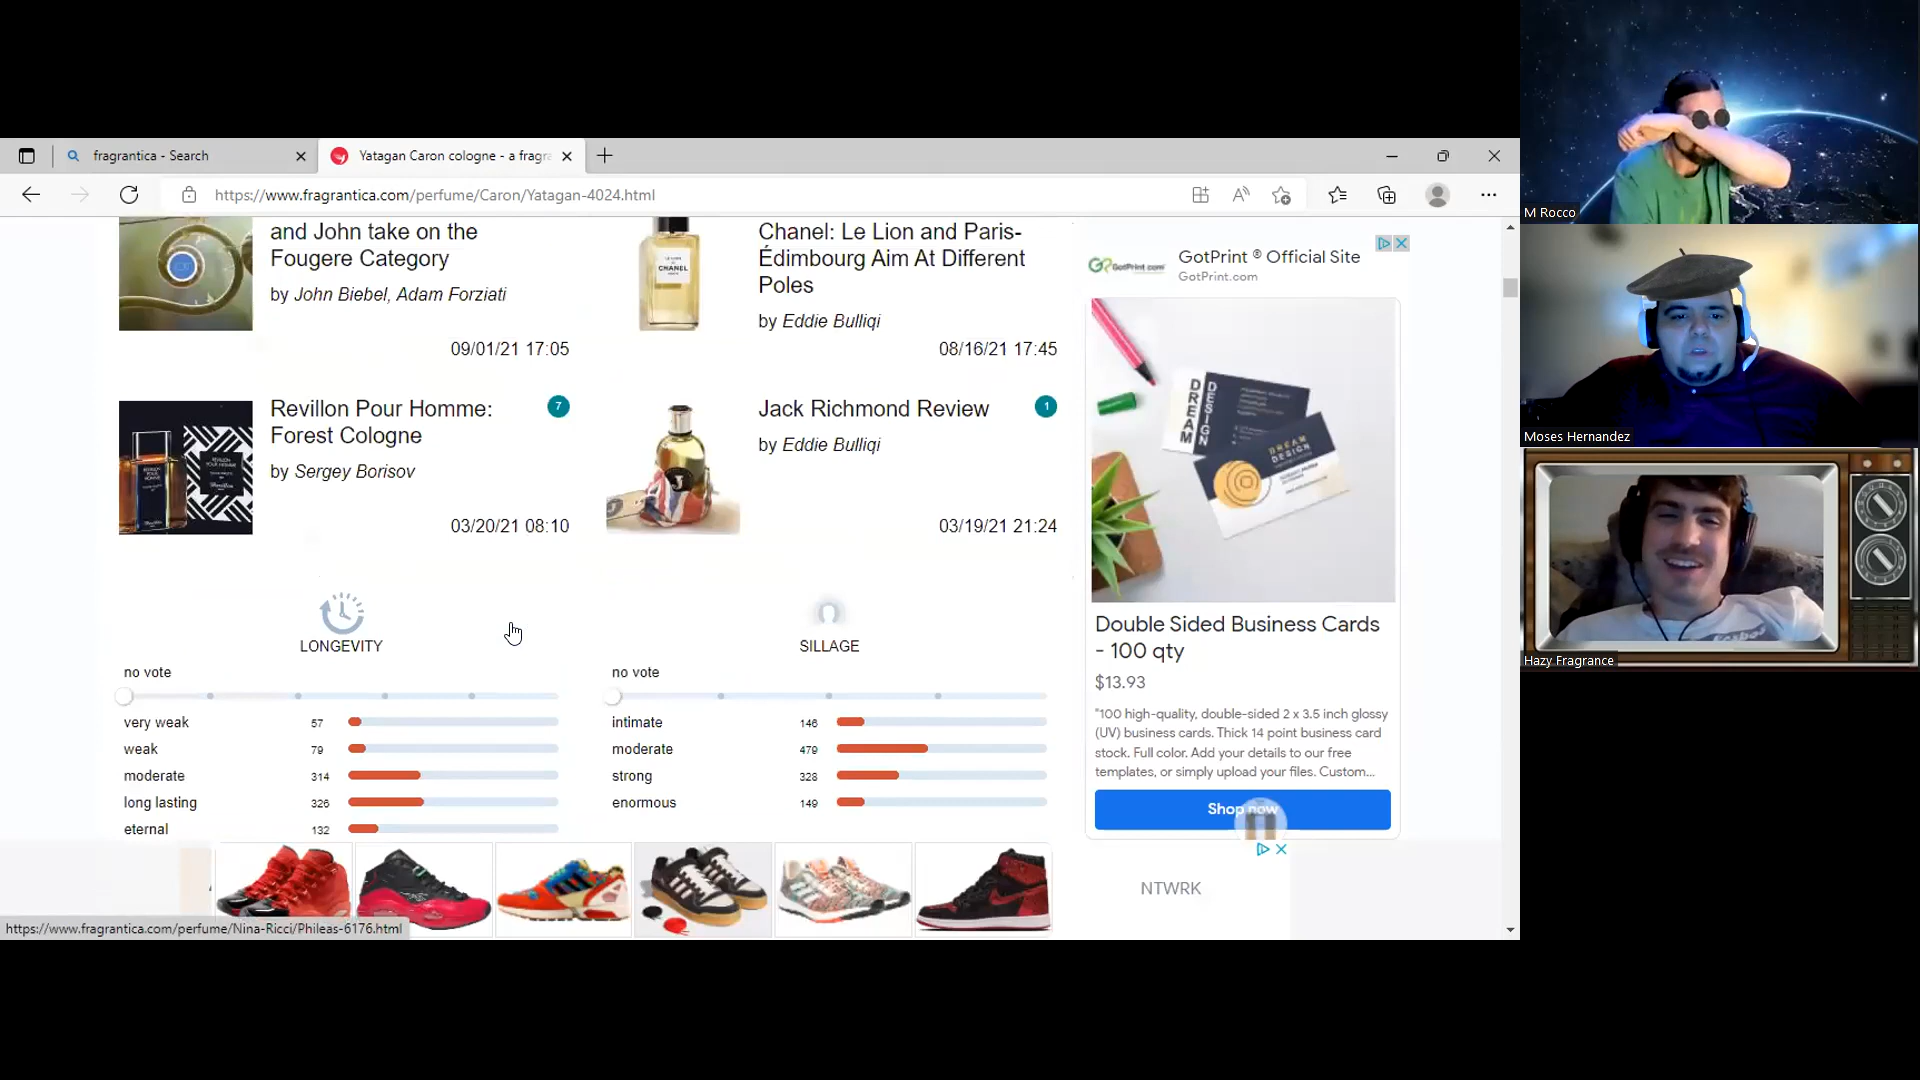 fragrantica - Search
Yatagan Caron cologne - a fragr
https://www.fragrantica.com/perfume/Caron/Yatagan-4024.html
and John take on the
Fougere Category
by John Biebel, Adam Forziati
09/01/21 17:05
CHANEL
Chanel: Le Lion and Paris-
Édimbourg Aim At Different
Poles
by Eddie Bulliqi
08/16/21 17:45
Revillon Pour Homme:
Forest Cologne
7
by Sergey Borisov
03/20/21 08:10
Jack Richmond Review
1
by Eddie Bulliqi
03/19/21 21:24
LONGEVITY
no vote
very weak 57
weak 79
moderate 314
long lasting 326
eternal 132
SILLAGE
no vote
intimate 146
moderate 479
strong 328
enormous 149
GotPrint.com
GotPrint ® Official Site
GotPrint.com
DREAM
DESIGN
DREAM
DESIGN
Double Sided Business Cards
- 100 qty
$13.93
"100 high-quality, double-sided 2 x 3.5 inch glossy
(UV) business cards. Thick 14 point business card
stock. Full color. Add your details to our free
templates, or simply upload your files. Custom...
Shop now
NTWRK
https://www.fragrantica.com/perfume/Nina-Ricci/Phileas-6176.html
M Rocco
Moses Hernandez
Hazy Fragrance